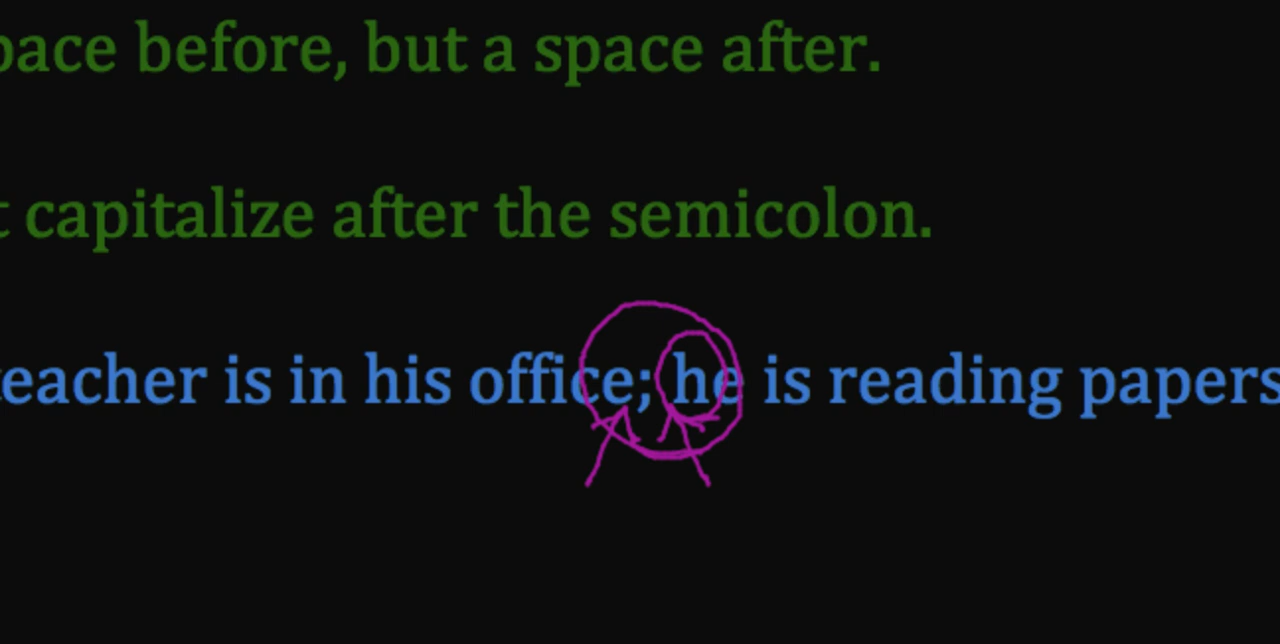 pace before, but a space after.
t capitalize after the semicolon.
teacher is in his office; he is reading papers